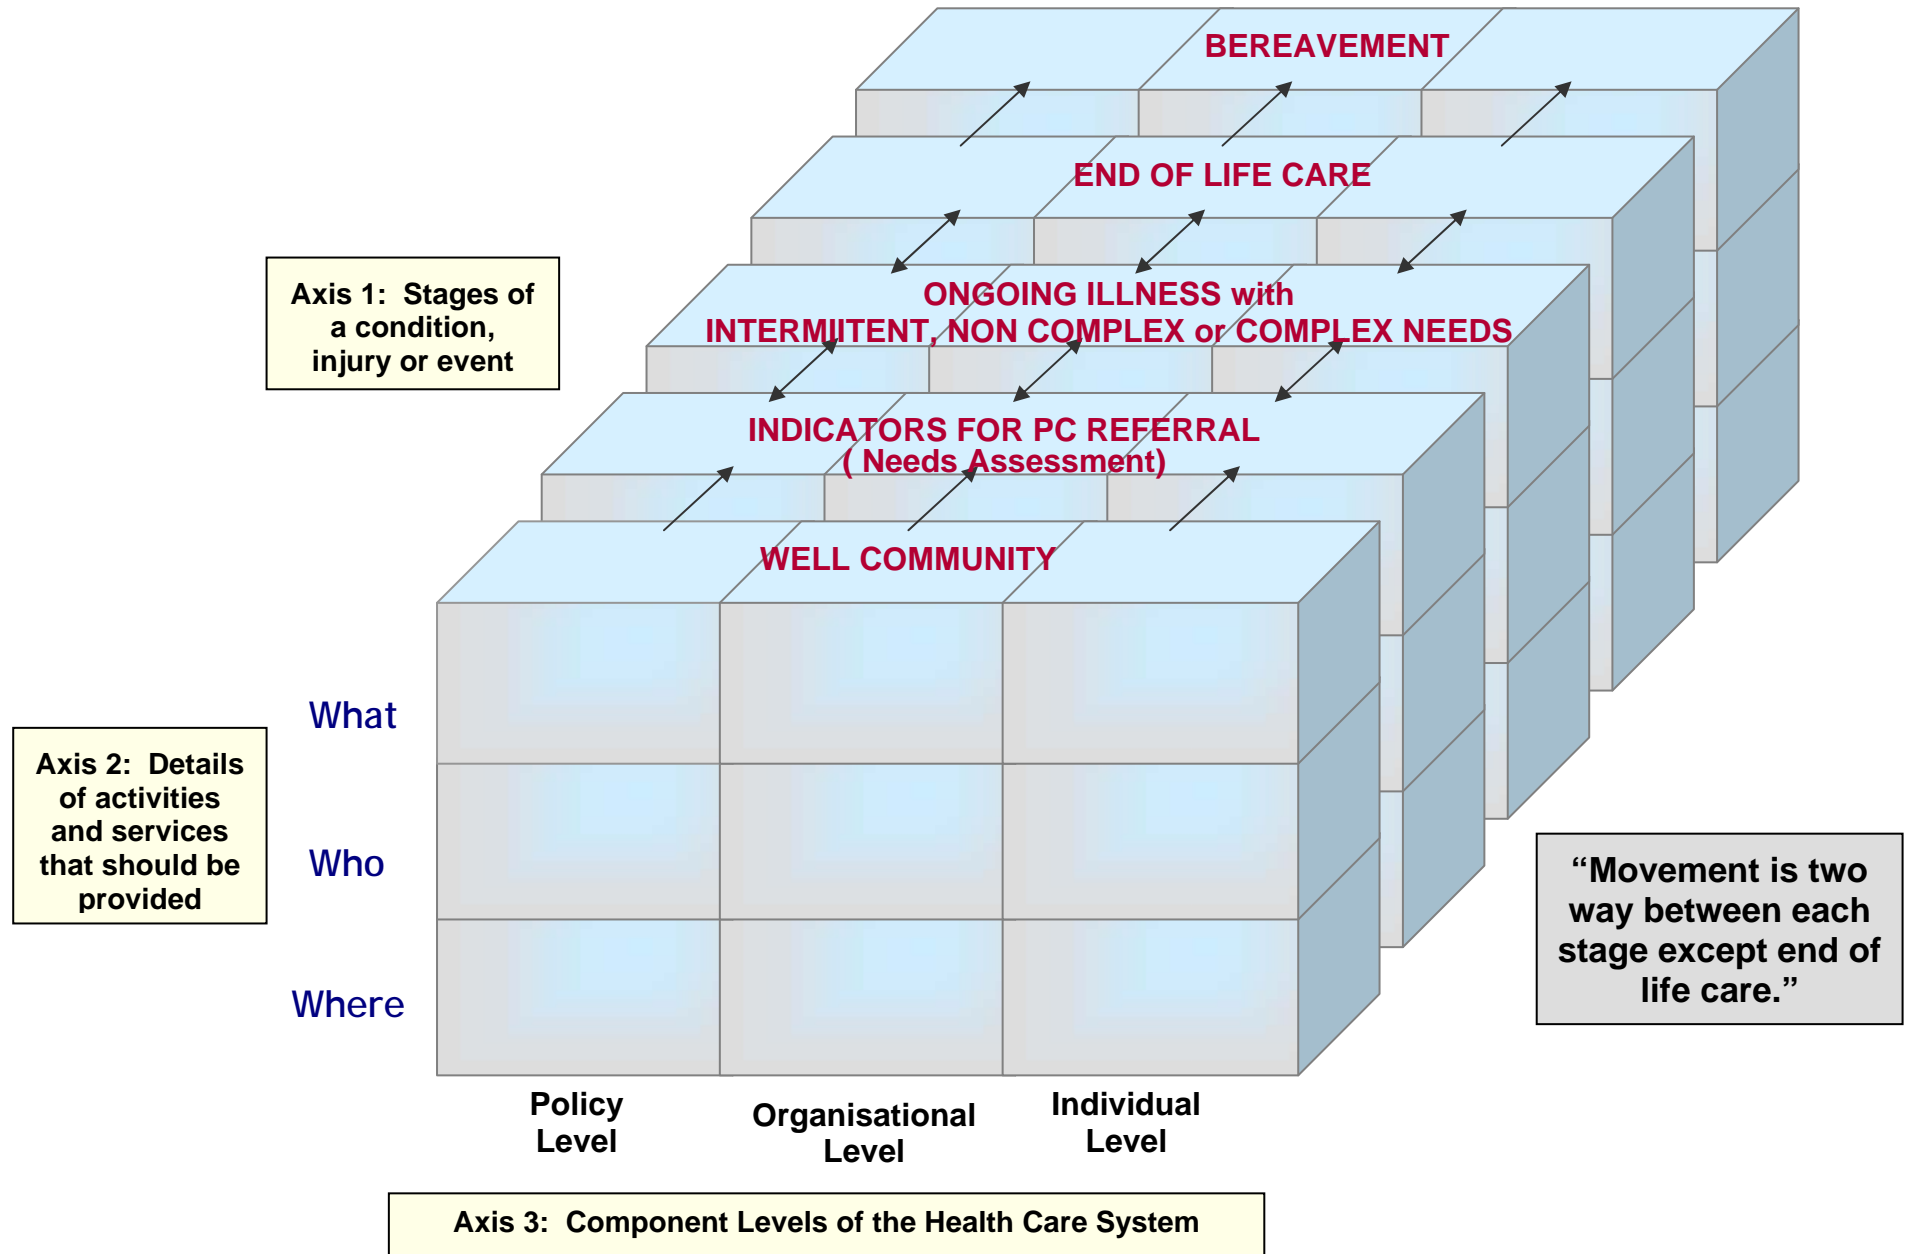 BEREAVEMENT
END OF LIFE CARE
ONGOING ILLNESS with
INTERMIITENT, NON COMPLEX or COMPLEX NEEDS
INDICATORS FOR PC REFERRAL
( Needs Assessment)
WELL COMMUNITY
Axis 1: Stages of
a condition,
injury or event
What
Who
Where
Axis 2: Details
of activities
and services
that should be
provided
“Movement is two
way between each
stage except end of
life care.”
Policy
Level
Organisational
Level
Individual
Level
Axis 3: Component Levels of the Health Care System